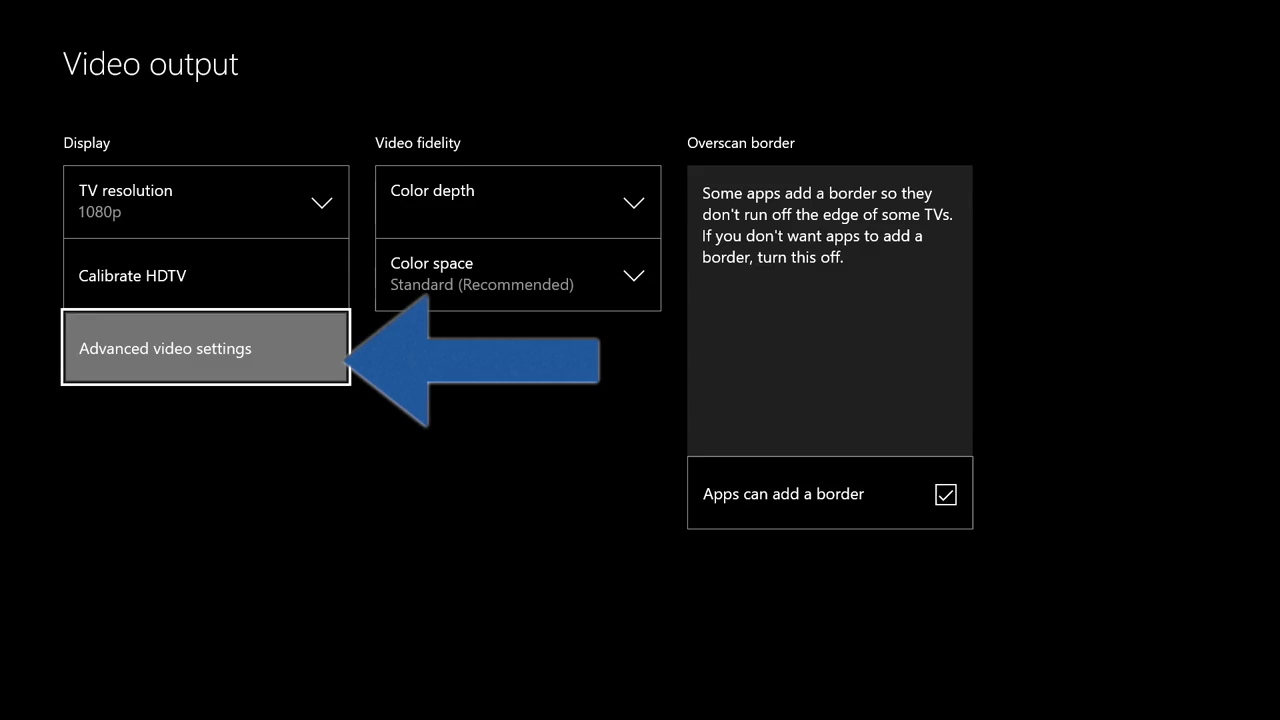 Video output
Display
TV resolution
1080p
Calibrate HDTV
Advanced video settings
Video fidelity
Color depth
Color space
Standard (Recommended)
Overscan border
Some apps add a border so they
don't run off the edge of some TVs.
If you don't want apps to add a
border, turn this off.
Apps can add a border